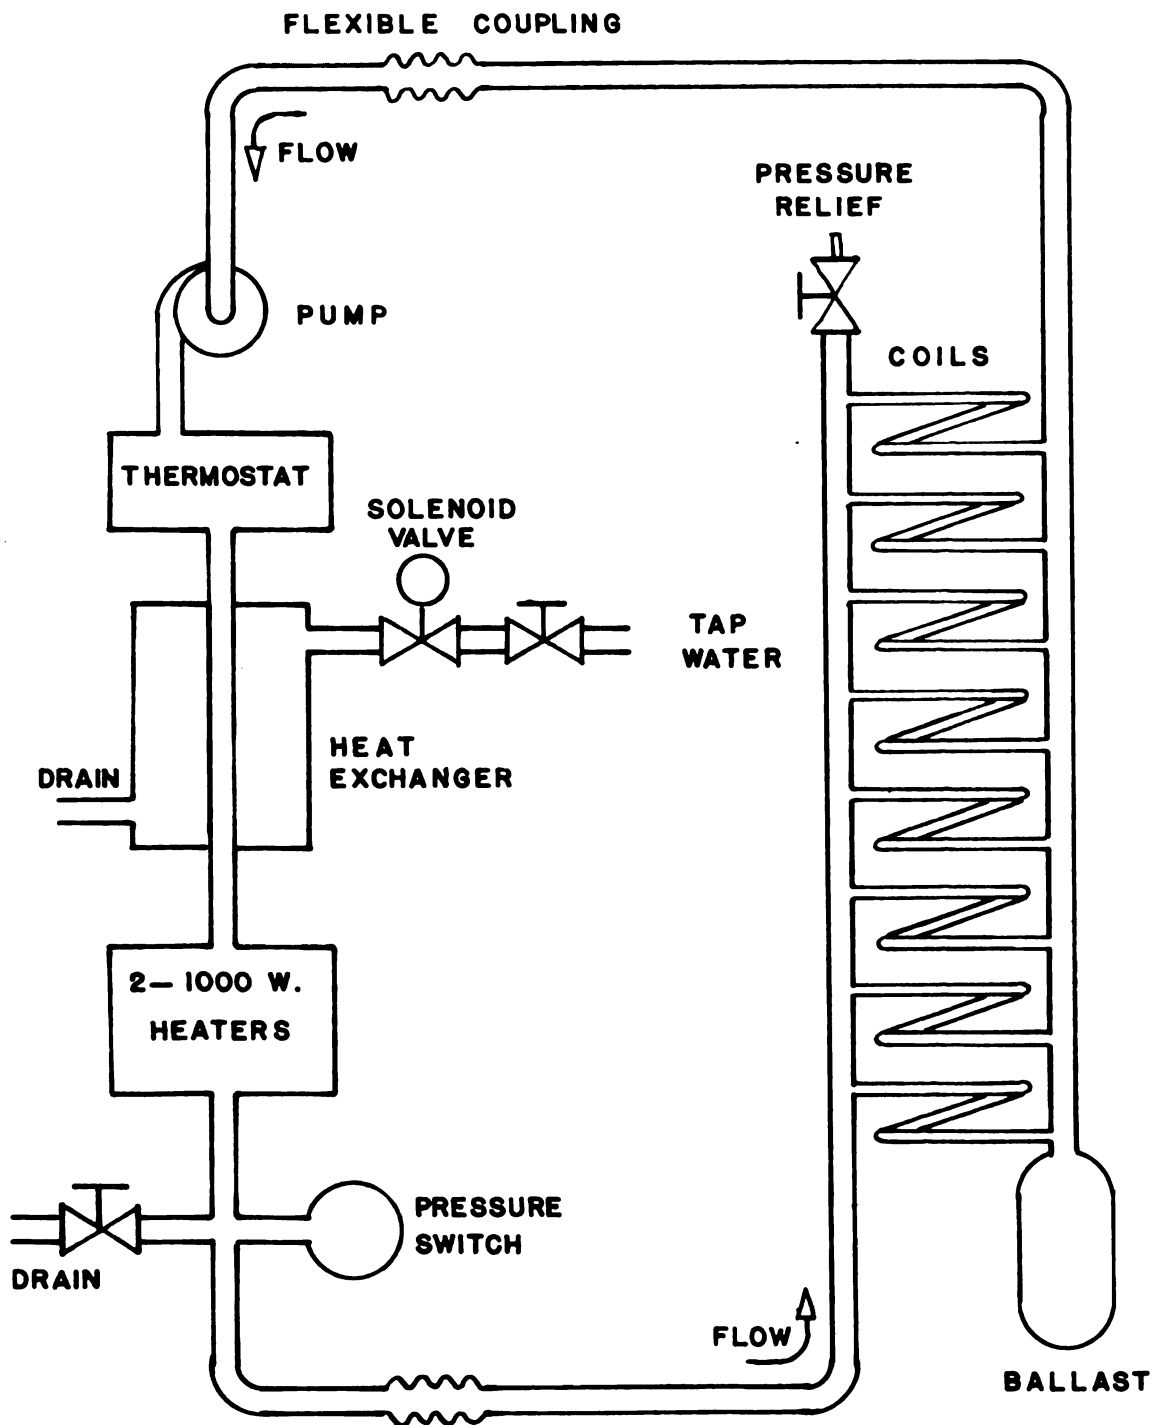 FLEXIBLE COUPLING
FLOW
PRESSURE
RELIEF
PUMP
COILS
THERMOSTAT
SOLENOID
VALVE
TAP
WATER
HEAT
EXCHANGER
DRAIN
2-1000 W.
HEATERS
PRESSURE
SWITCH
DRAIN
FLOW
BALLAST